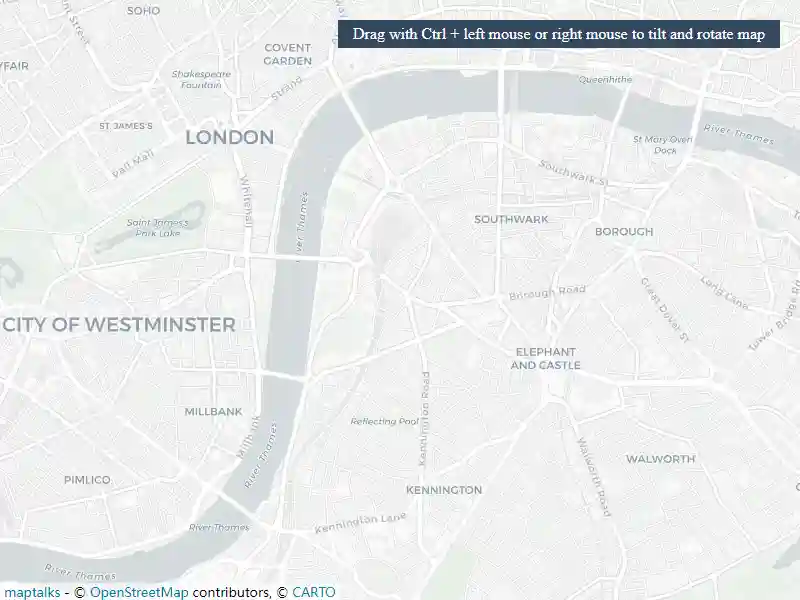 SOHO
Drag with Ctrl + left mouse or right mouse to tilt and rotate map
COVENT
GARDEN
YFAIR
Shakespeare
Fountain
Strand
Queenhithe
ST JAMES'S
LONDON
St Mary Overi
Dock
River Thames
Pall Mall
Southwark St
Whitehall
River Thames
Saint James's
Park Lake
SOUTHWARK
BOROUGH
Borough Road
Great Dover St
Long Lane
Tower Bridge Rd
CITY OF WESTMINSTER
ELEPHANT
AND CASTLE
MILLBANK
Millbank
River Thames
Reflecting Pool
Kennington Road
Walworth Road
WALWORTH
PIMLICO
KENNINGTON
River Thames
Kennington Lane
River Thames
maptalks - © OpenStreetMap contributors, © CARTO